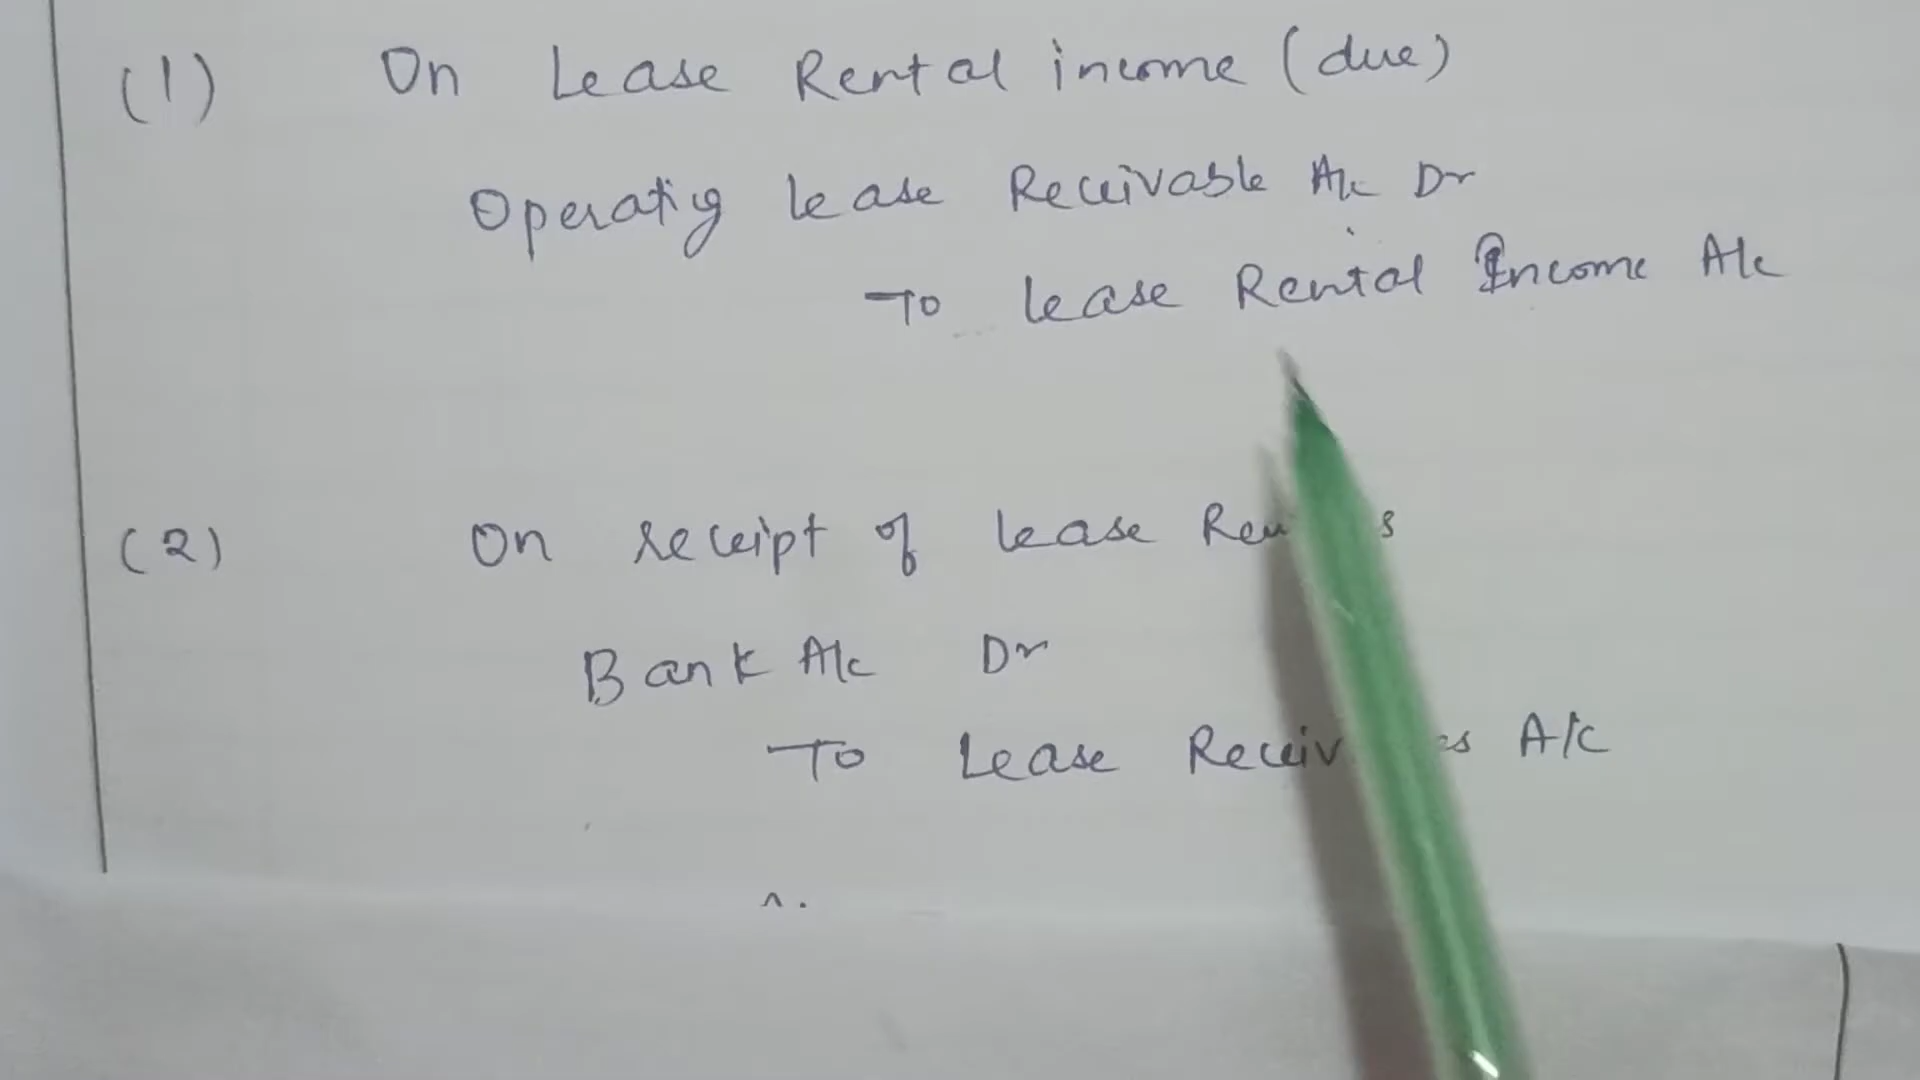 (1) On Lease Rental income (due)
Operatig lease Receivable A/c Dr
To lease Rental Income A/c
(2) On receipt of lease
Bank A/c Dr
To Lease A/C